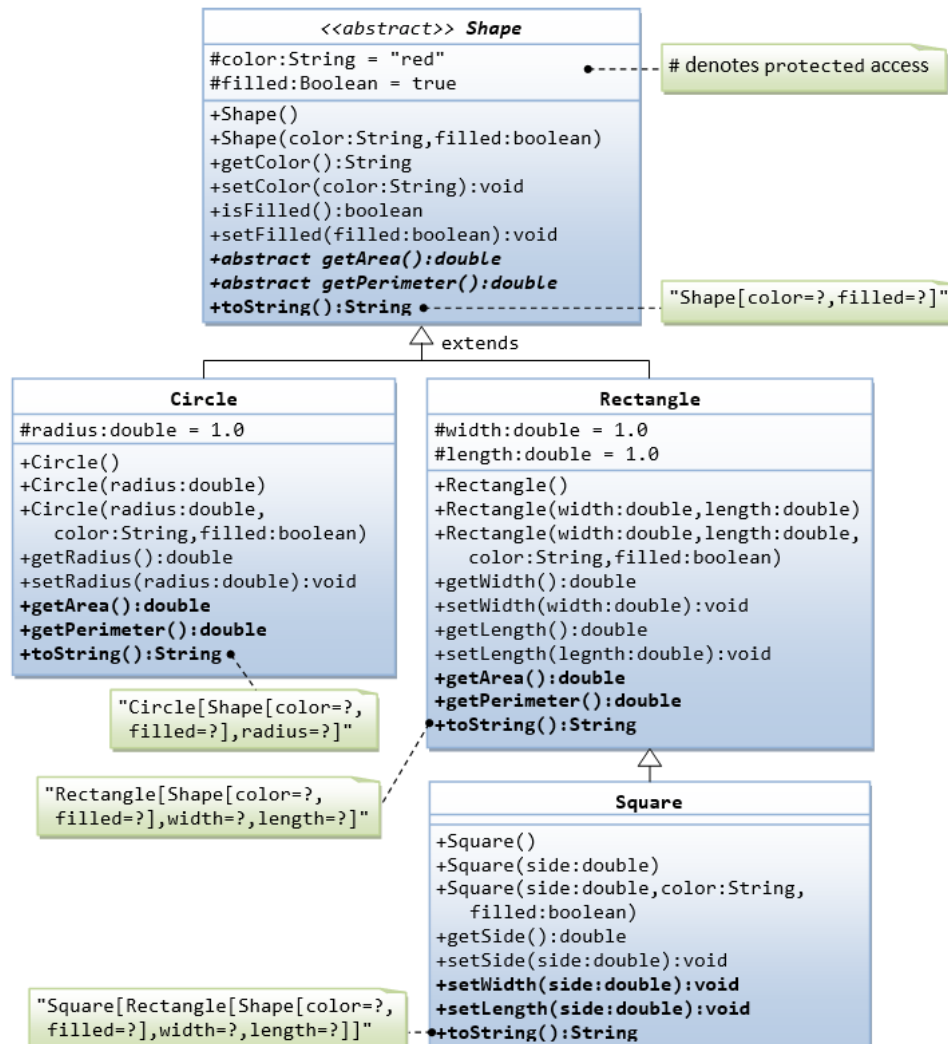 <<abstract>> Shape
#color:String = "red"
#filled:Boolean = true
# denotes protected access
+Shape()
+Shape(color:String,filled:boolean)
+getColor():String
+setColor(color:String):void
+isFilled():boolean
+setFilled(filled:boolean):void
+abstract getArea():double
+abstract getPerimeter():double
+toString():String
"Shape[color=?,filled=?]"
extends
Circle
#radius:double = 1.0
+Circle()
+Circle(radius:double)
+Circle(radius:double,
color:String,filled:boolean)
+getRadius():double
+setRadius(radius:double):void
+getArea():double
+getPerimeter():double
+toString():String
"Circle[Shape[color=?,
filled=?],radius=?]"
Rectangle
#width:double = 1.0
#length:double = 1.0
+Rectangle()
+Rectangle(width:double,length:double)
+Rectangle(width:double,length:double,
color:String,filled:boolean)
+getWidth():double
+setWidth(width:double):void
+getLength():double
+setLength(legnth:double):void
+getArea():double
+getPerimeter():double
+toString():String
"Rectangle[Shape[color=?,
filled=?],width=?,length=?]"
Square
+Square()
+Square(side:double)
+Square(side:double,color:String,
filled:boolean)
+getSide():double
+setSide(side:double):void
+setWidth(side:double):void
+setLength(side:double):void
+toString():String
"Square[Rectangle[Shape[color=?,
filled=?],width=?,length=?]]"